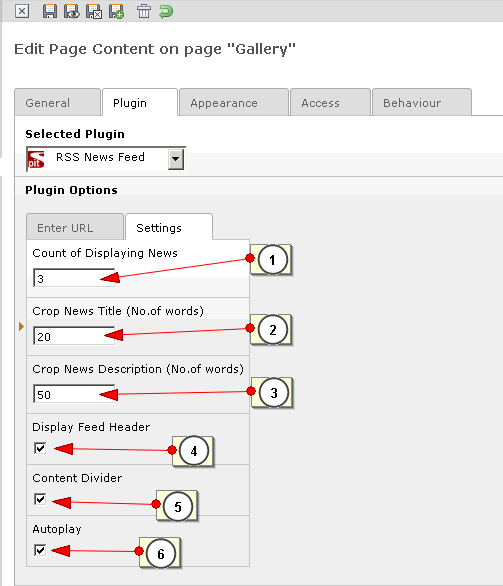 Edit Page Content on page "Gallery"
General Plugin Appearance Access Behaviour
Selected Plugin
pit RSS News Feed
Plugin Options
Enter URL Settings
Count of Displaying News
1
3
Crop News Title (No.of words)
2
20
Crop News Description (No.of words)
3
50
Display Feed Header
4
Content Divider
5
Autoplay
6